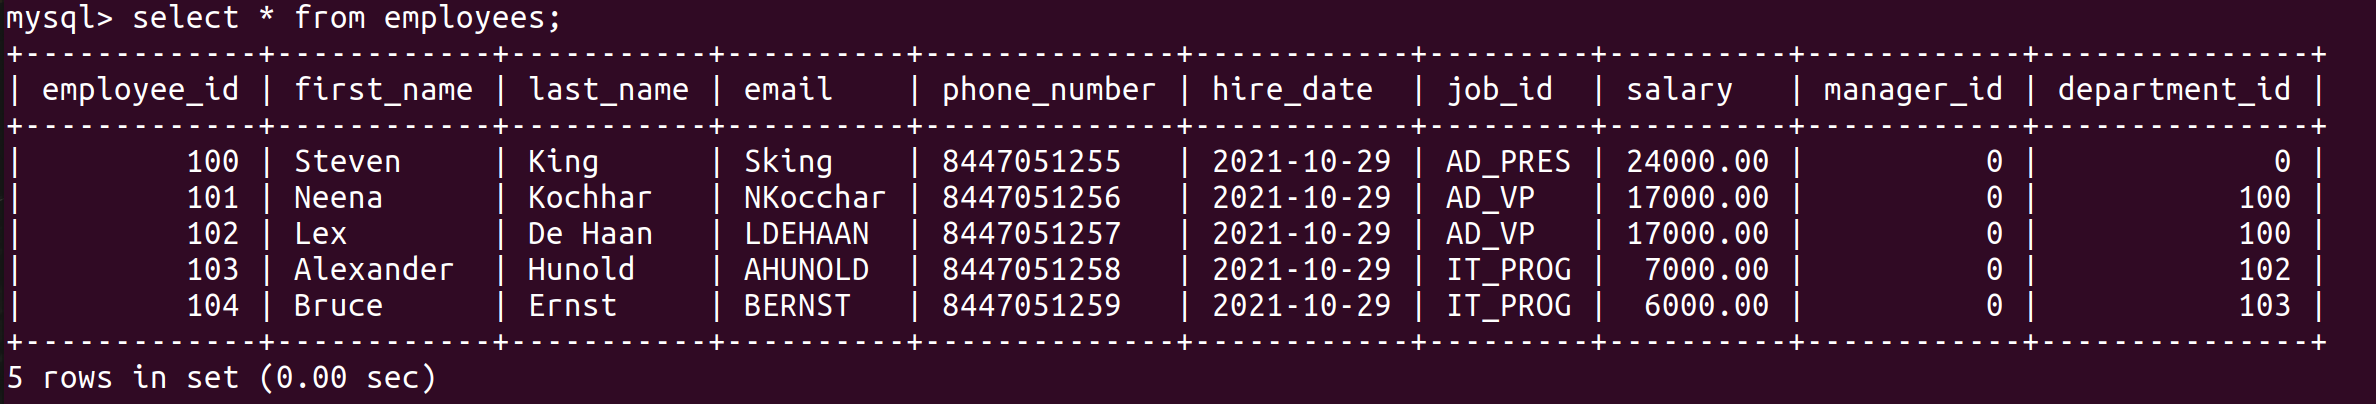 mysql> select * from employees;
+-------------+------------+-----------+----------+--------------+------------+---------+----------+------------+---------------+
| employee_id | first_name | last_name | email    | phone_number | hire_date  | job_id  | salary   | manager_id | department_id |
+-------------+------------+-----------+----------+--------------+------------+---------+----------+------------+---------------+
|         100 | Steven     | King      | Sking    | 8447051255   | 2021-10-29 | AD_PRES | 24000.00 |          0 |             0 |
|         101 | Neena      | Kochhar   | NKocchar | 8447051256   | 2021-10-29 | AD_VP   | 17000.00 |          0 |           100 |
|         102 | Lex        | De Haan   | LDEHAAN  | 8447051257   | 2021-10-29 | AD_VP   | 17000.00 |          0 |           100 |
|         103 | Alexander  | Hunold    | AHUNOLD  | 8447051258   | 2021-10-29 | IT_PROG |  7000.00 |          0 |           102 |
|         104 | Bruce      | Ernst     | BERNST   | 8447051259   | 2021-10-29 | IT_PROG |  6000.00 |          0 |           103 |
+-------------+------------+-----------+----------+--------------+------------+---------+----------+------------+---------------+
5 rows in set (0.00 sec)